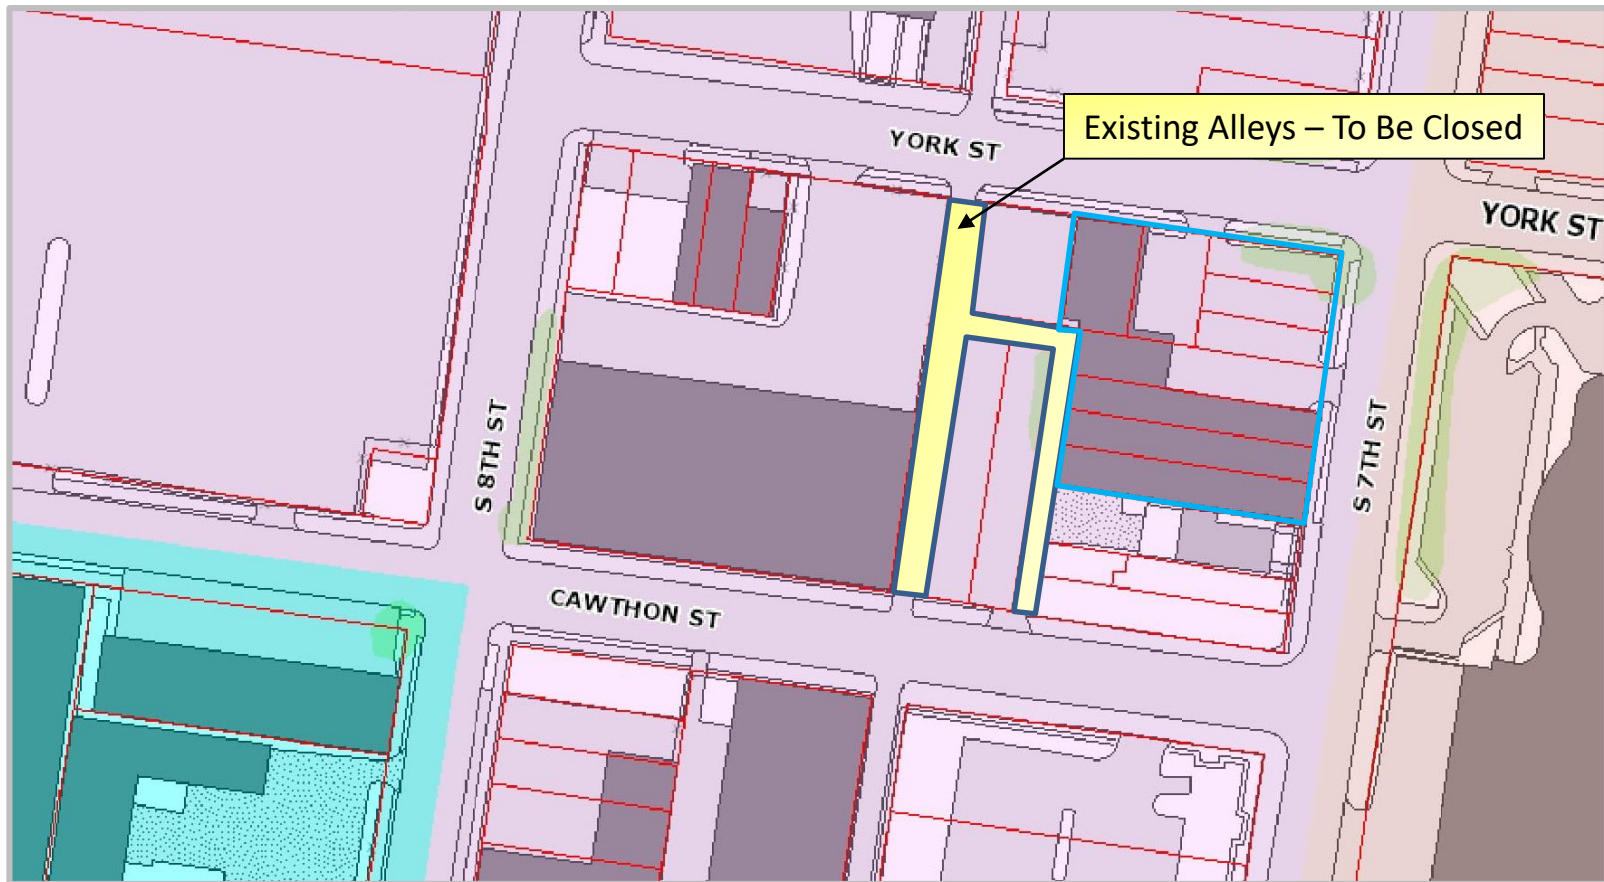 Existing Alleys – To Be Closed
YORK ST
YORK ST
S 8TH ST
S 7TH ST
CAWTHON ST